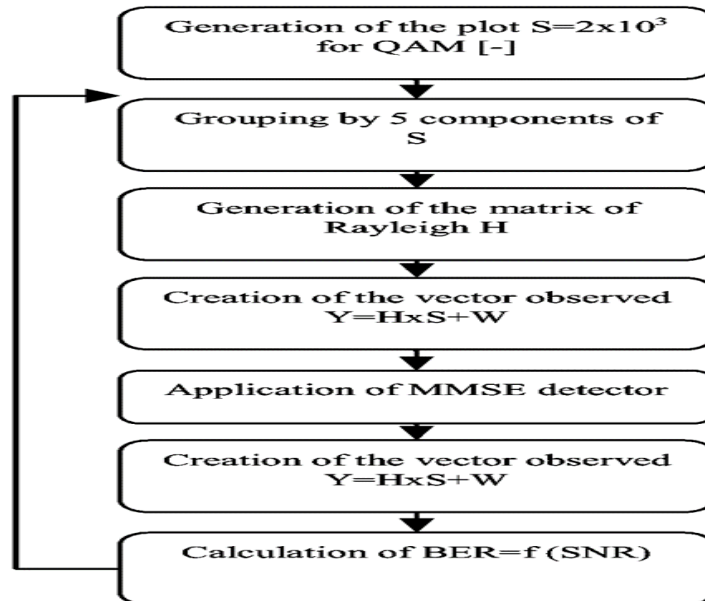 Generation of the plot S=2x10³
for QAM [-]
Grouping by 5 components of
S
Generation of the matrix of
Rayleigh H
Creation of the vector observed
Y=HxS+W
Application of MMSE detector
Creation of the vector observed
Y=HxS+W
Calculation of BER=f (SNR)